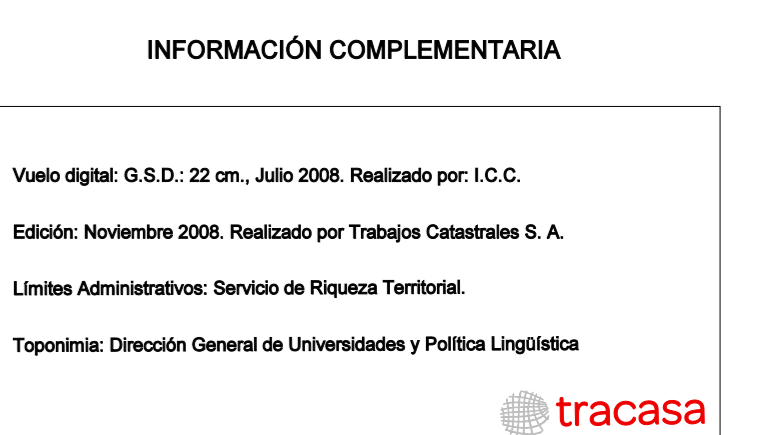 INFORMACIÓN COMPLEMENTARIA
Vuelo digital: G.S.D.: 22 cm., Julio 2008. Realizado por: I.C.C.
Edición: Noviembre 2008. Realizado por Trabajos Catastrales S. A.
Límites Administrativos: Servicio de Riqueza Territorial.
Toponimia: Dirección General de Universidades y Política Lingüística
tracasa